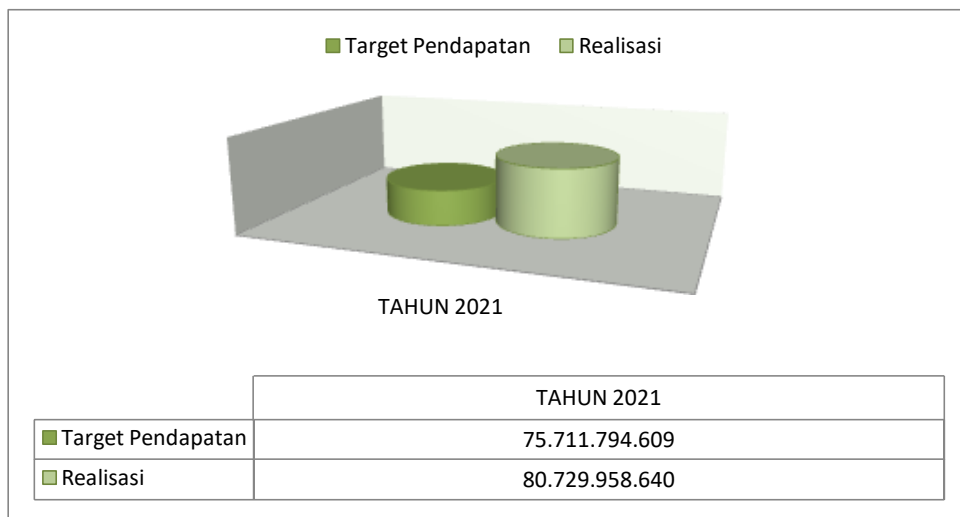 Target Pendapatan Realisasi
TAHUN 2021
TAHUN 2021
Target Pendapatan 75.711.794.609
Realisasi 80.729.958.640